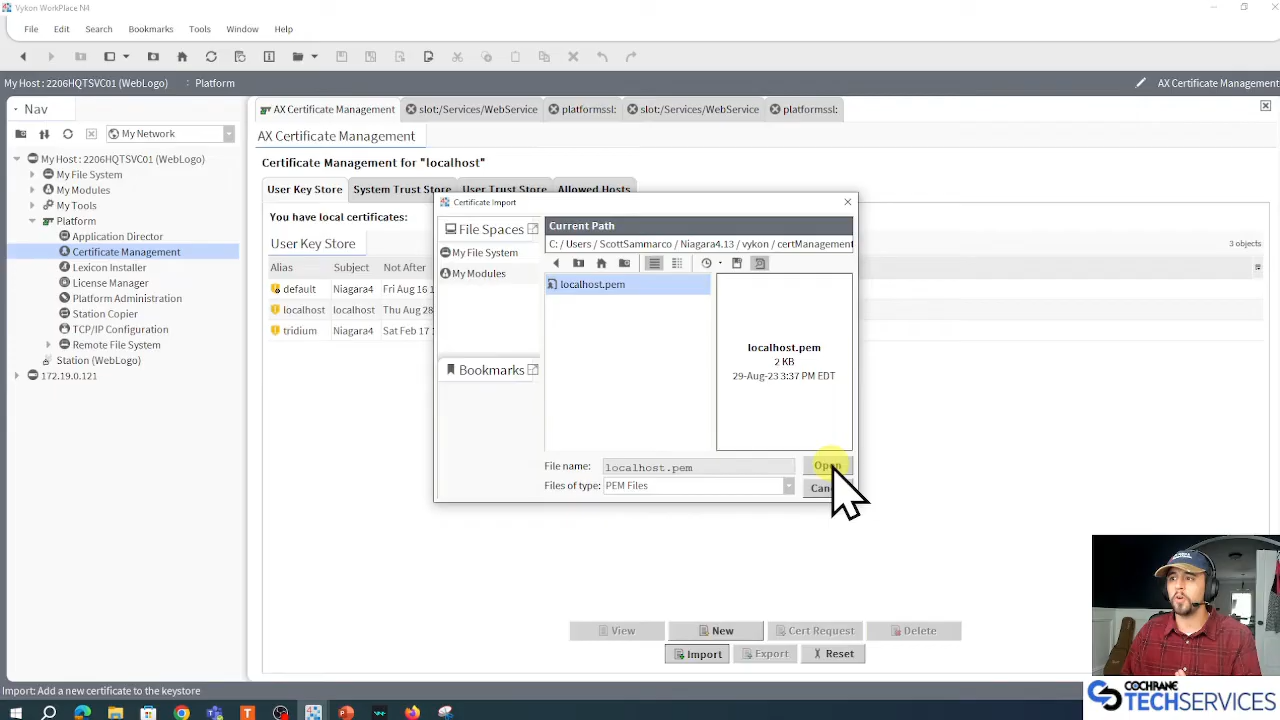 Vykon WorkPlace N4
File Edit Search Bookmarks Tools Window Help
My Host : 2206HQTSVC01 (WebLogo) : Platform
AX Certificate Management
Nav
My Network
My Host : 2206HQTSVC01 (WebLogo)
My File System
My Modules
My Tools
Platform
Application Director
Certificate Management
Lexicon Installer
License Manager
Platform Administration
Station Copier
TCP/IP Configuration
Remote File System
Station (WebLogo)
172.19.0.121
AX Certificate Management slot:/Services/WebService platformssl: slot:/Services/WebService platformssl:
AX Certificate Management
Certificate Management for "localhost"
User Key Store System Trust Store User Trust Store Allowed Hosts
You have local certificates:
User Key Store
3 objects
Alias Subject Not After
default Niagara4 Fri Aug 16 1
localhost localhost Thu Aug 28
tridium Niagara4 Sat Feb 17 1
Certificate Import
File Spaces
My File System
My Modules
Bookmarks
Current Path
C: / Users / ScottSammarco / Niagara4.13 / vykon / certManagement
localhost.pem
localhost.pem
2 KB
29-Aug-23 3:37 PM EDT
File name: localhost.pem Open
Files of type: PEM Files
View New Cert Request Delete
Import Export Reset
Import: Add a new certificate to the keystore
COCHRANE
TECHSERVICES